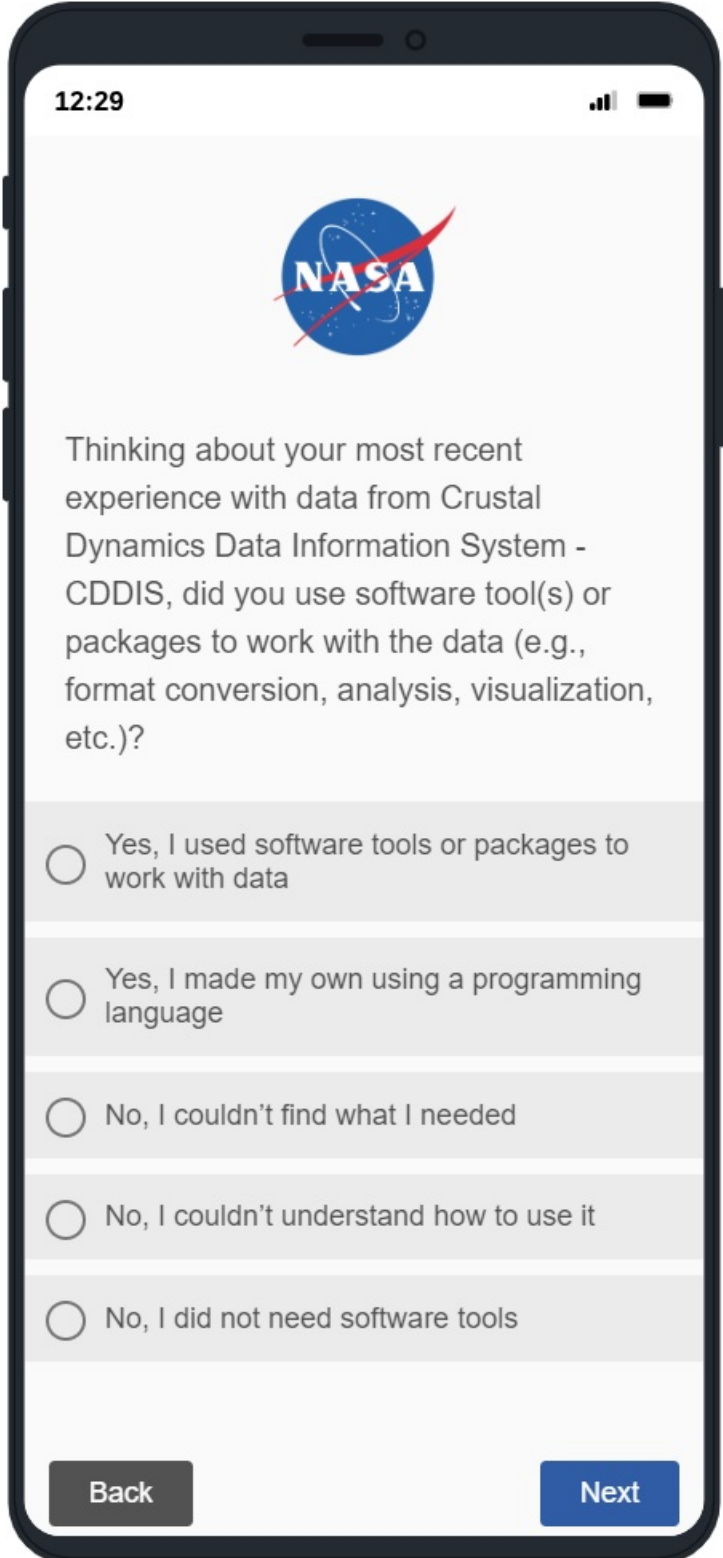 12:29
NASA
Thinking about your most recent
experience with data from Crustal
Dynamics Data Information System -
CDDIS, did you use software tool(s) or
packages to work with the data (e.g.,
format conversion, analysis, visualization,
etc.)?
Yes, I used software tools or packages to
work with data
Yes, I made my own using a programming
language
No, I couldn’t find what I needed
No, I couldn’t understand how to use it
No, I did not need software tools
Back
Next